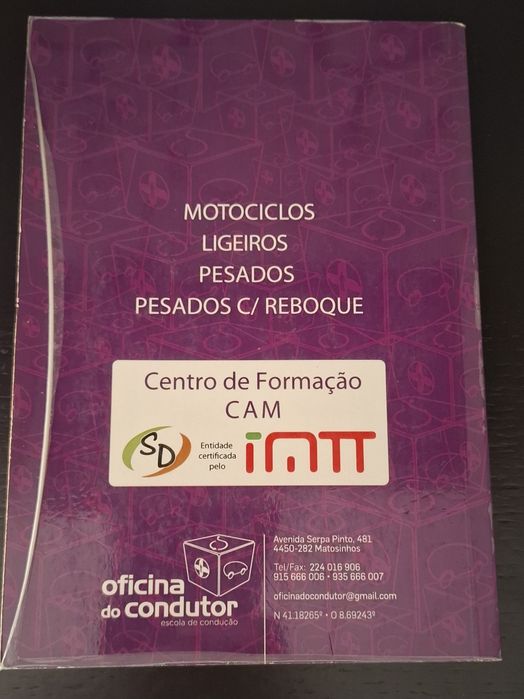 MOTOCICLOS
LIGEIROS
PESADOS
PESADOS C/ REBOQUE
Centro de Formação
CAM
SD
Entidade
certificada
pelo
imtt
oficina
do condutor
escola de condução
Avenida Serpa Pinto, 481
4450-282 Matosinhos
Tel/Fax: 224 016 906
915 666 006 • 935 666 007
oficinadocondutor@gmail.com
N 41.18265º • O 8.69243º